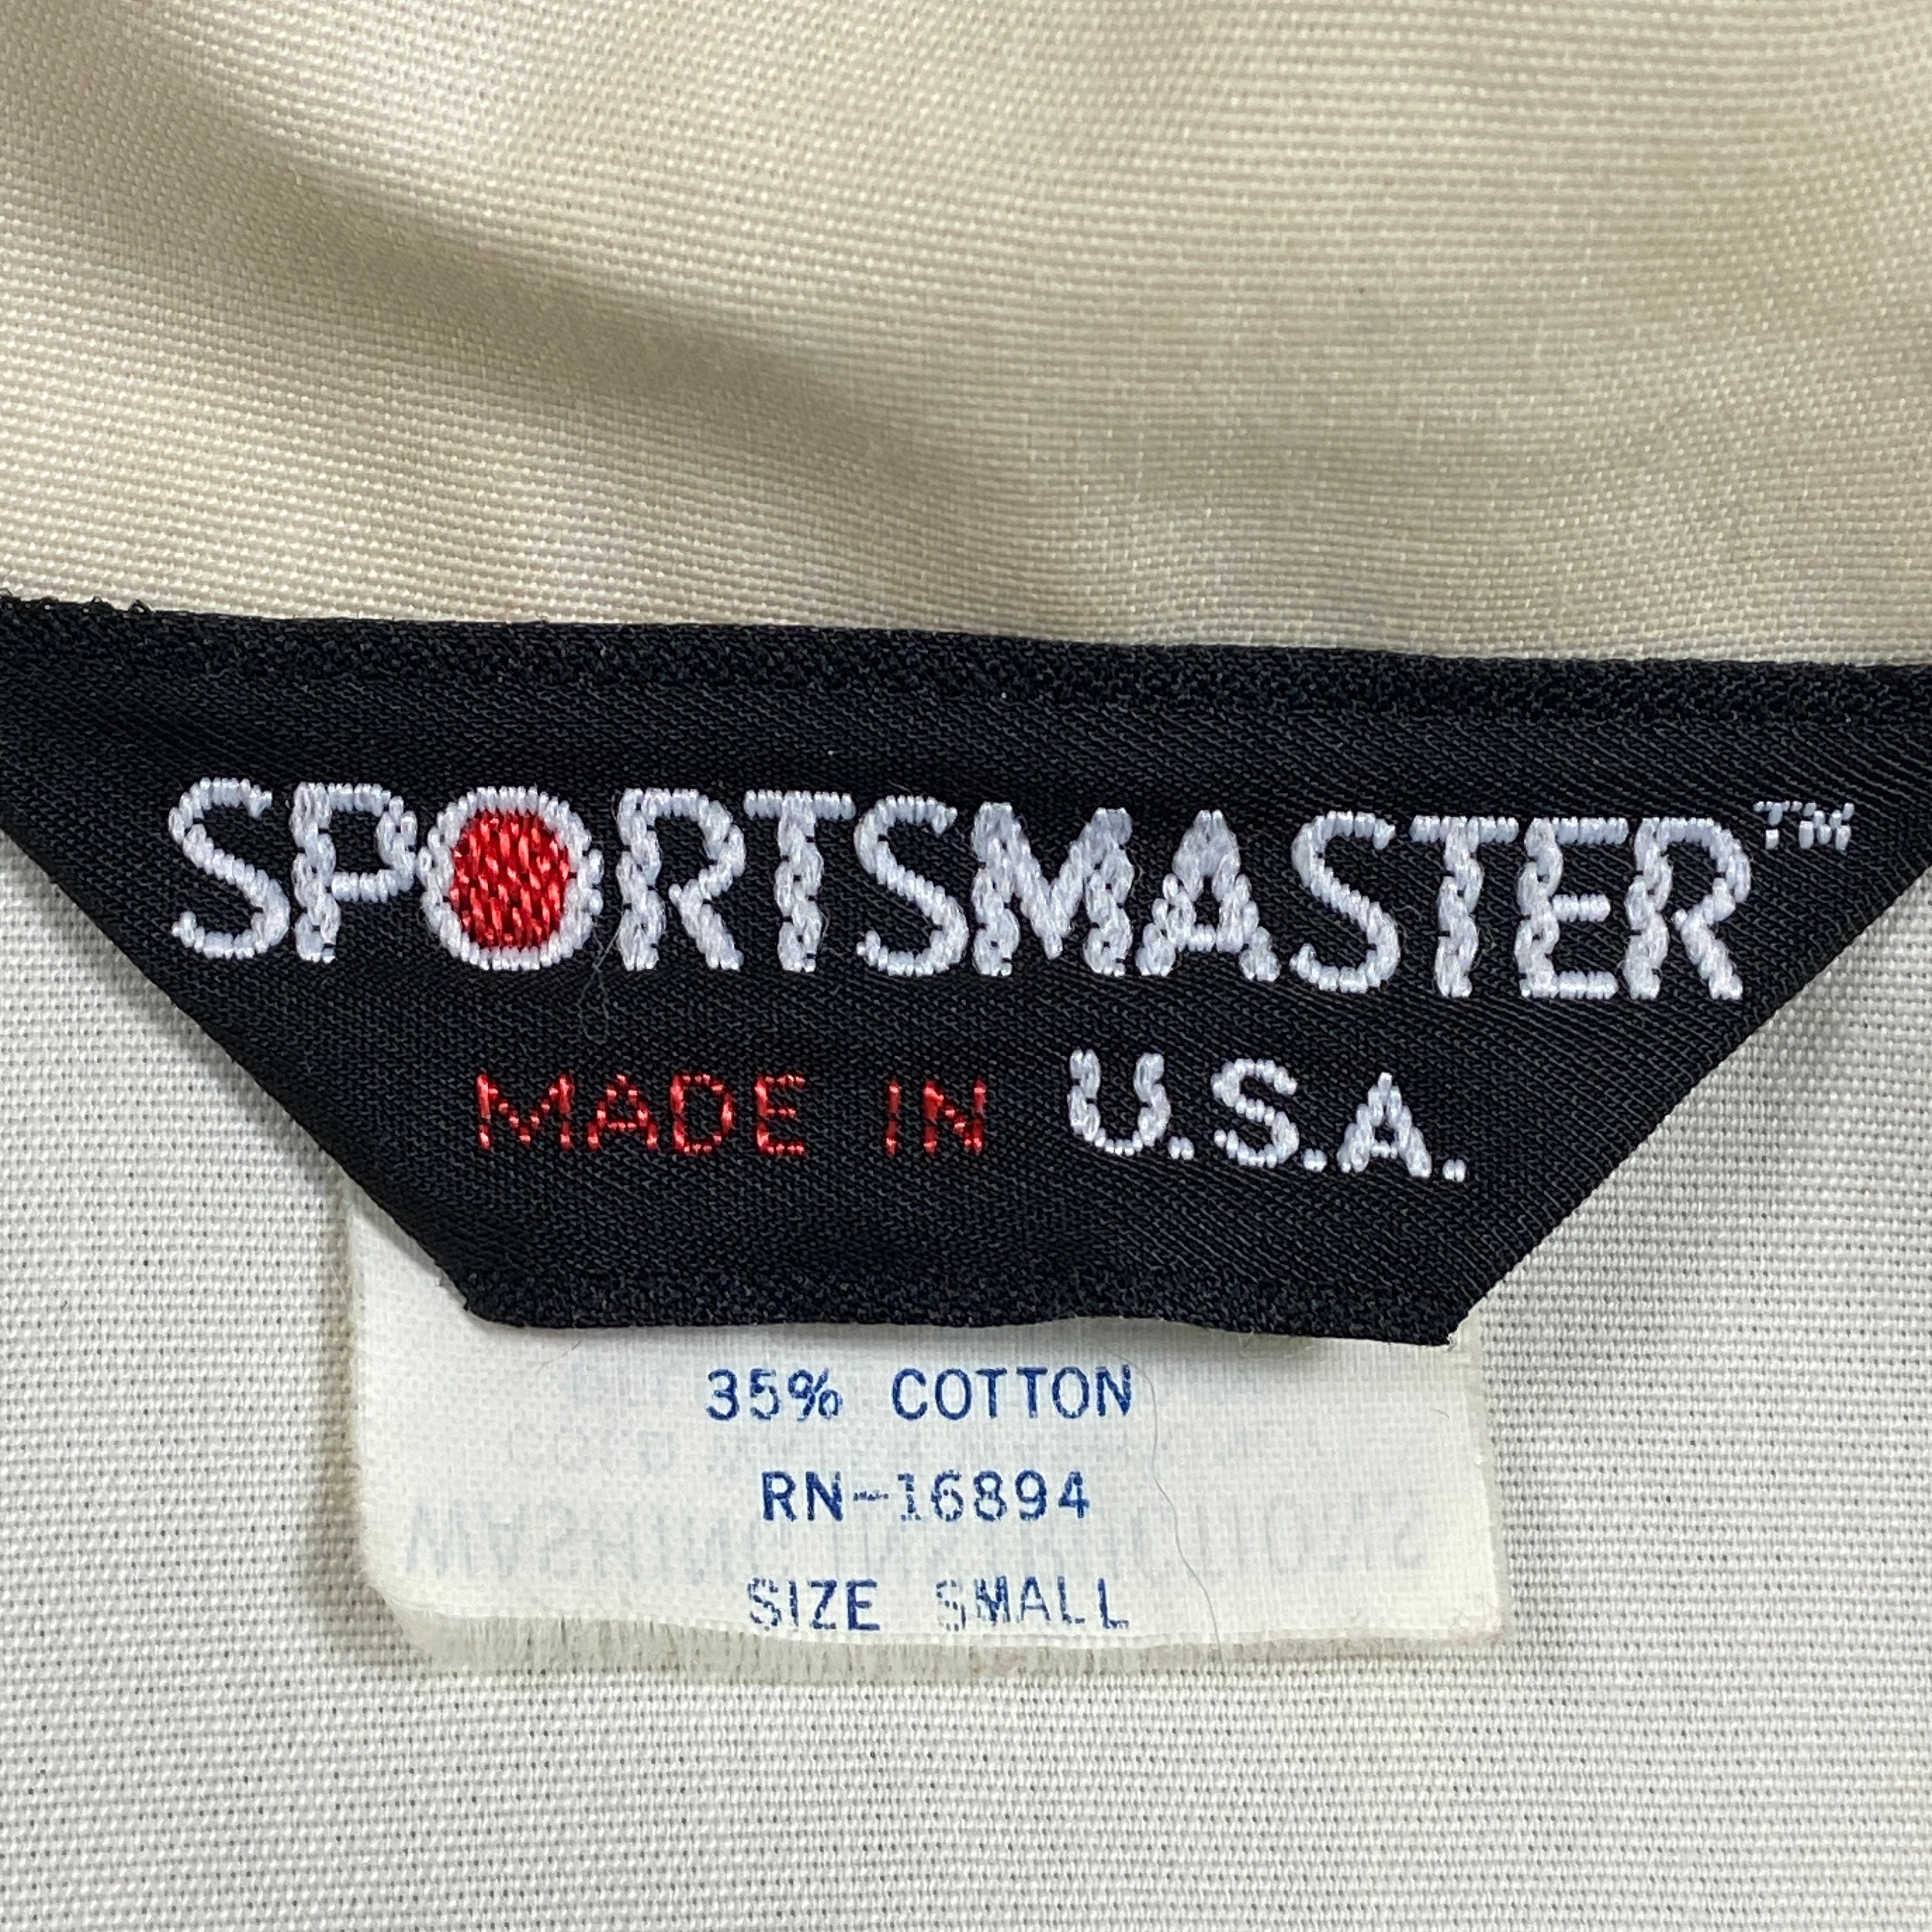 SPORTSMASTER™
MADE IN U.S.A.
35% COTTON
RN-16894
SIZE SMALL